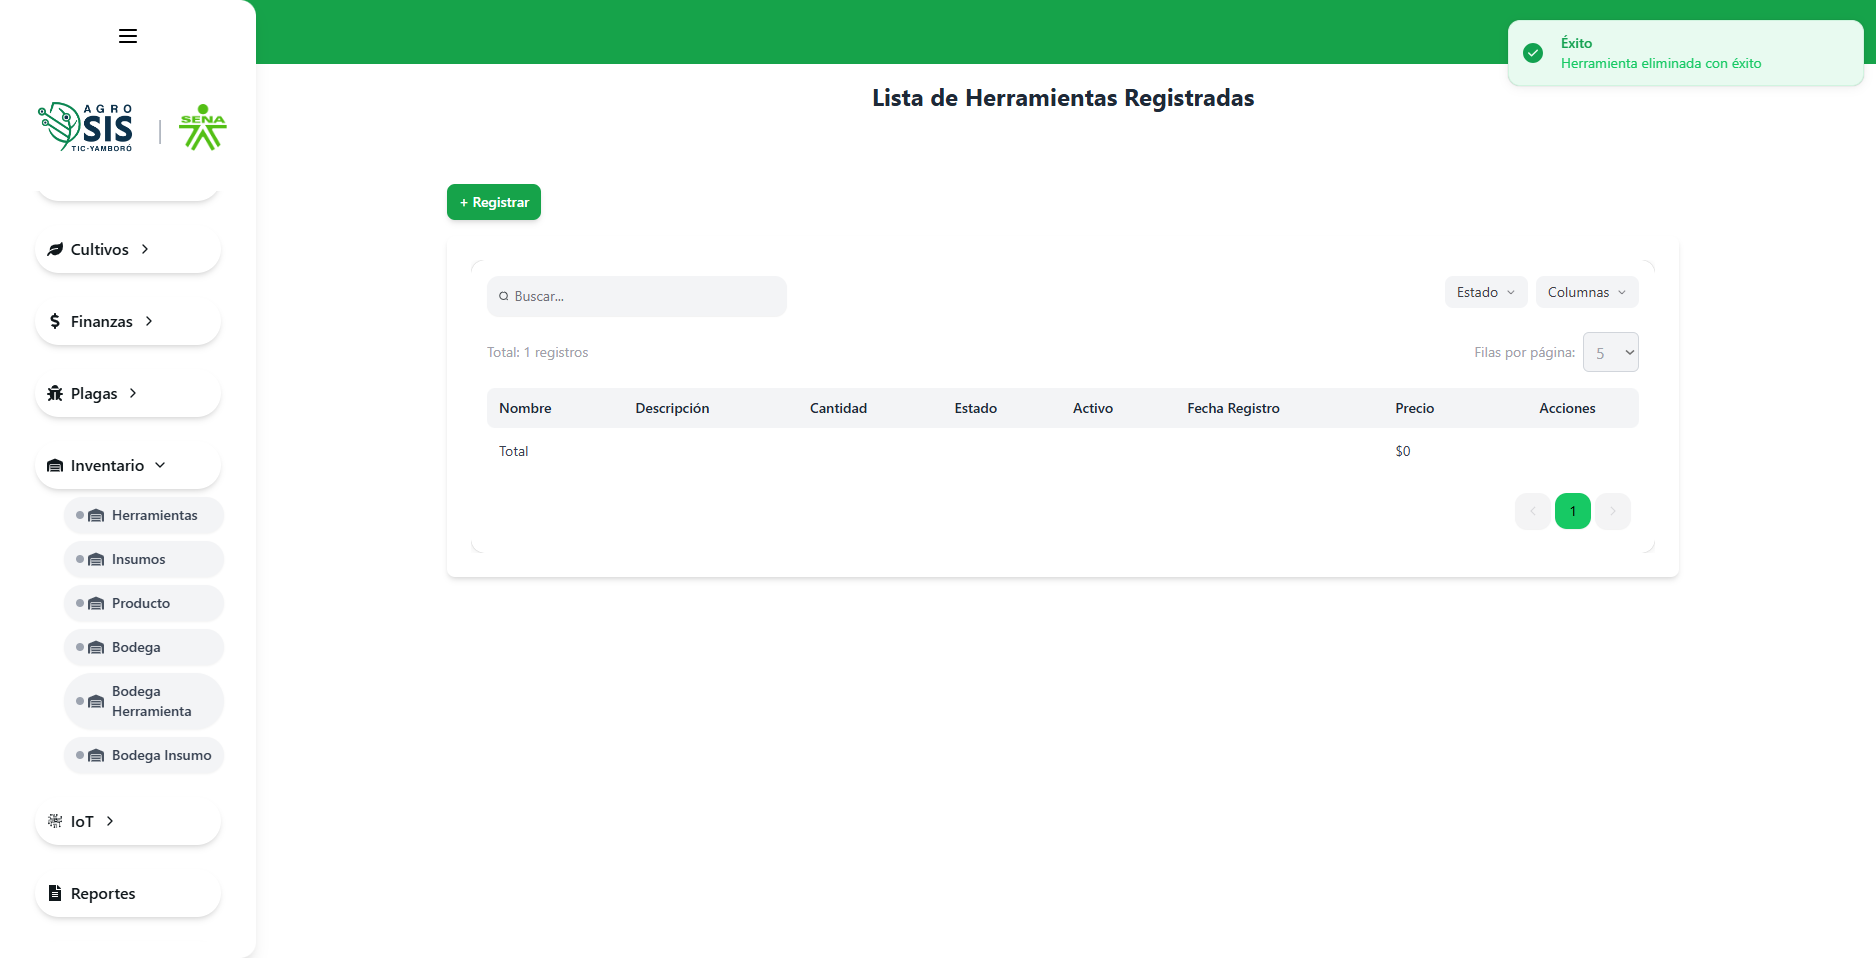 AGRO
SIS
TIC-YAMBORÓ
SENA
Cultivos
Finanzas
Plagas
Inventario
Herramientas
Insumos
Producto
Bodega
Bodega
Herramienta
Bodega Insumo
IoT
Reportes
Éxito
Herramienta eliminada con éxito
Lista de Herramientas Registradas
+ Registrar
Buscar...
Estado
Columnas
Total: 1 registros
Filas por página: 5
Nombre Descripción Cantidad Estado Activo Fecha Registro Precio Acciones
Total $0
1